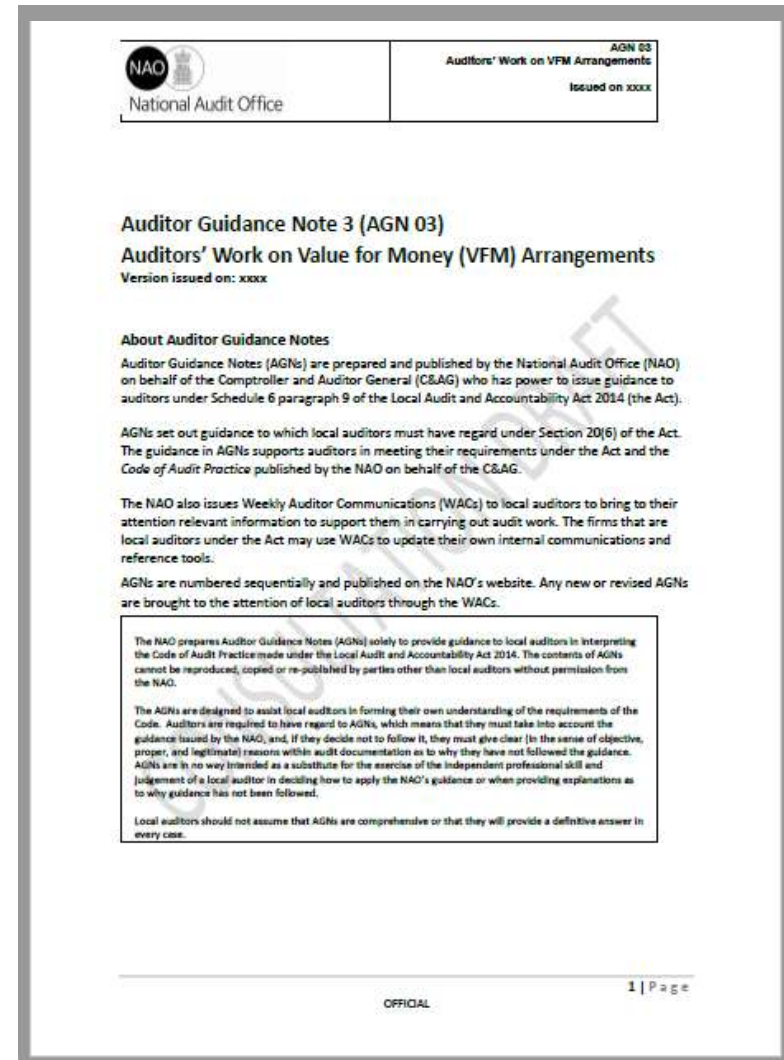 AGN 03
Auditors' Work on VFM Arrangements
Issued on xxxx
NAO
National Audit Office
Auditor Guidance Note 3 (AGN 03)
Auditors' Work on Value for Money (VFM) Arrangements
Version issued on: xxxx
About Auditor Guidance Notes
Auditor Guidance Notes (AGNs) are prepared and published by the National Audit Office (NAO)
on behalf of the Comptroller and Auditor General (C&AG) who has power to issue guidance to
auditors under Schedule 6 paragraph 9 of the Local Audit and Accountability Act 2014 (the Act).
AGNs set out guidance to which local auditors must have regard under Section 20(6) of the Act.
The guidance in AGNs supports auditors in meeting their requirements under the Act and the
Code of Audit Practice published by the NAO on behalf of the C&AG.
The NAO also issues Weekly Auditor Communications (WACs) to local auditors to bring to their
attention relevant information to support them in carrying out audit work. The firms that are
local auditors under the Act may use WACs to update their own internal communications and
reference tools.
AGNs are numbered sequentially and published on the NAO's website. Any new or revised AGNs
are brought to the attention of local auditors through the WACs.
The NAO prepares Auditor Guidance Notes (AGNs) solely to provide guidance to local auditors in interpreting
the Code of Audit Practice made under the Local Audit and Accountability Act 2014. The contents of AGNs
cannot be reproduced, copied or re-published by parties other than local auditors without permission from
the NAO.
The AGNs are designed to assist local auditors in forming their own understanding of the requirements of the
Code. Auditors are required to have regard to AGNs, which means that they must take into account the
guidance issued by the NAO, and, if they decide not to follow it, they must give clear (in the sense of objective,
proper, and legitimate) reasons within audit documentation as to why they have not followed the guidance.
AGNs are in no way intended as a substitute for the exercise of the independent professional skill and
judgement of a local auditor in deciding how to apply the NAO's guidance or when providing explanations as
to why guidance has not been followed.
Local auditors should not assume that AGNs are comprehensive or that they will provide a definitive answer in
every case.
CONSULTATION DRAFT
1 | Page
OFFICIAL